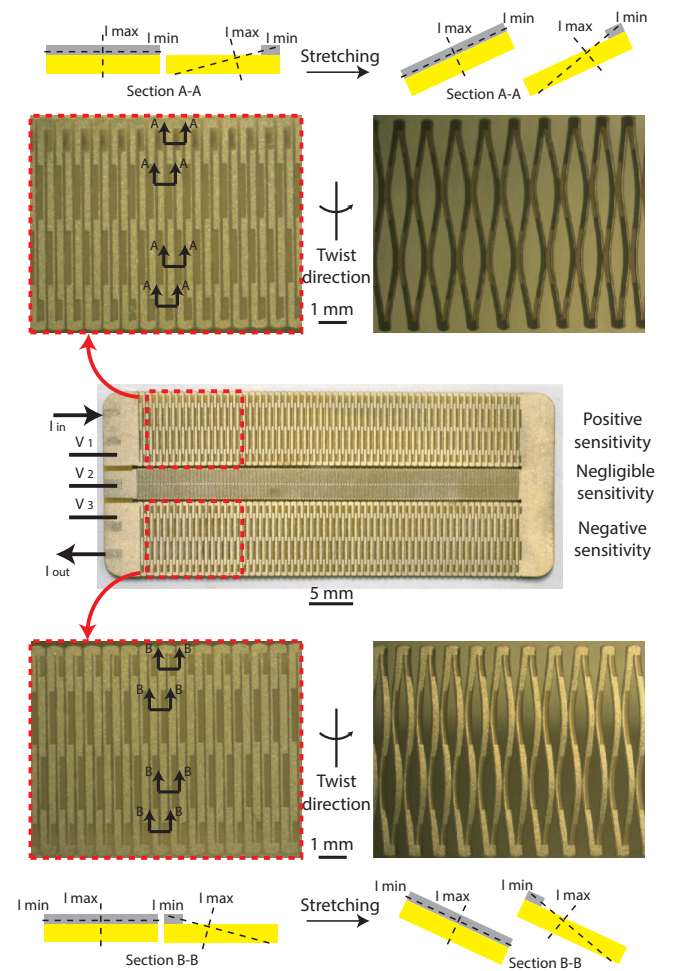 I max
I min
I max
I min
Stretching
Section A-A
I max
I min
I max
I min
Section A-A
A A
A A
A A
A A
Twist
direction
1 mm
I in
V 1
V 2
V 3
I out
Positive
sensitivity
Negligible
sensitivity
Negative
sensitivity
5 mm
B B
B B
B B
B B
Twist
direction
1 mm
I min
I max
I min
I max
Section B-B
Stretching
I min
I max
I min
I max
Section B-B